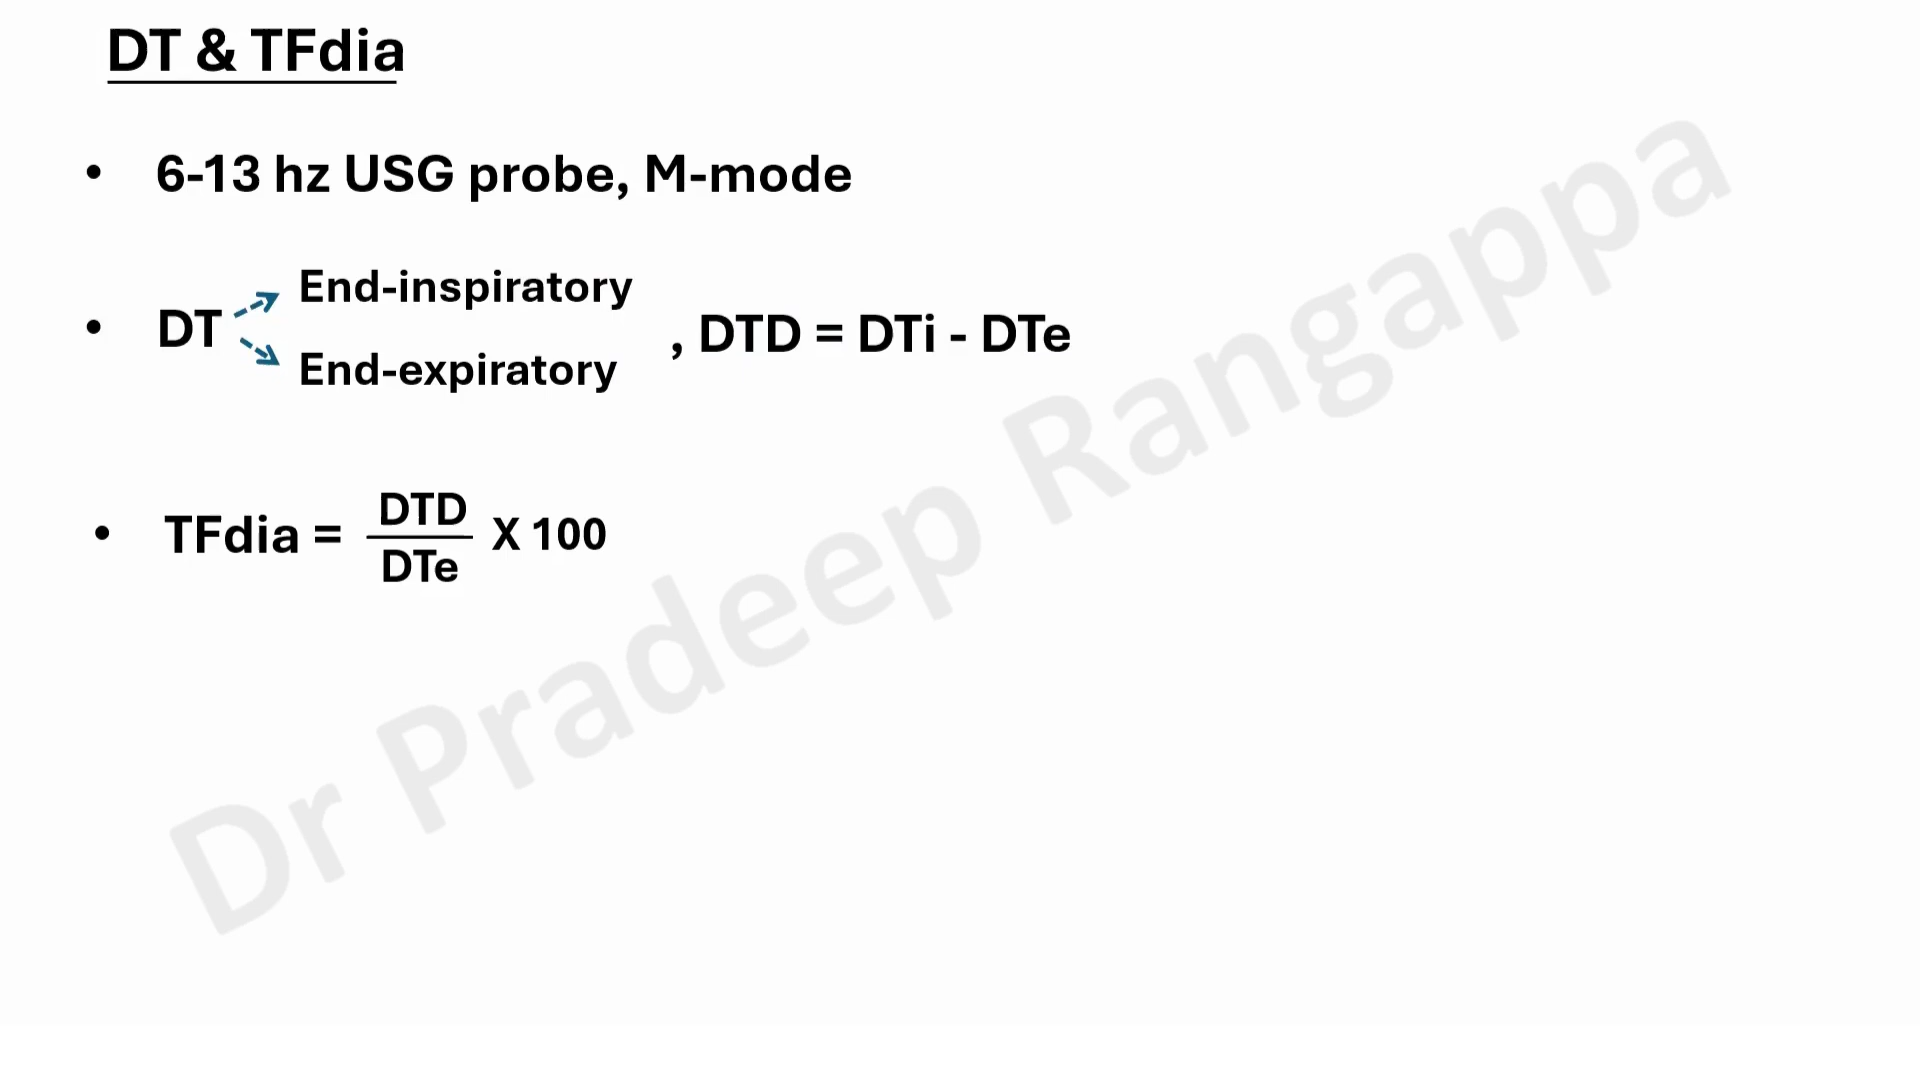 DT & TFdia
• 6-13 hz USG probe, M-mode
End-inspiratory
• DT , DTD = DTi - DTe
End-expiratory
DTD
• TFdia = X 100
DTe
Dr Pradeep Rangappa